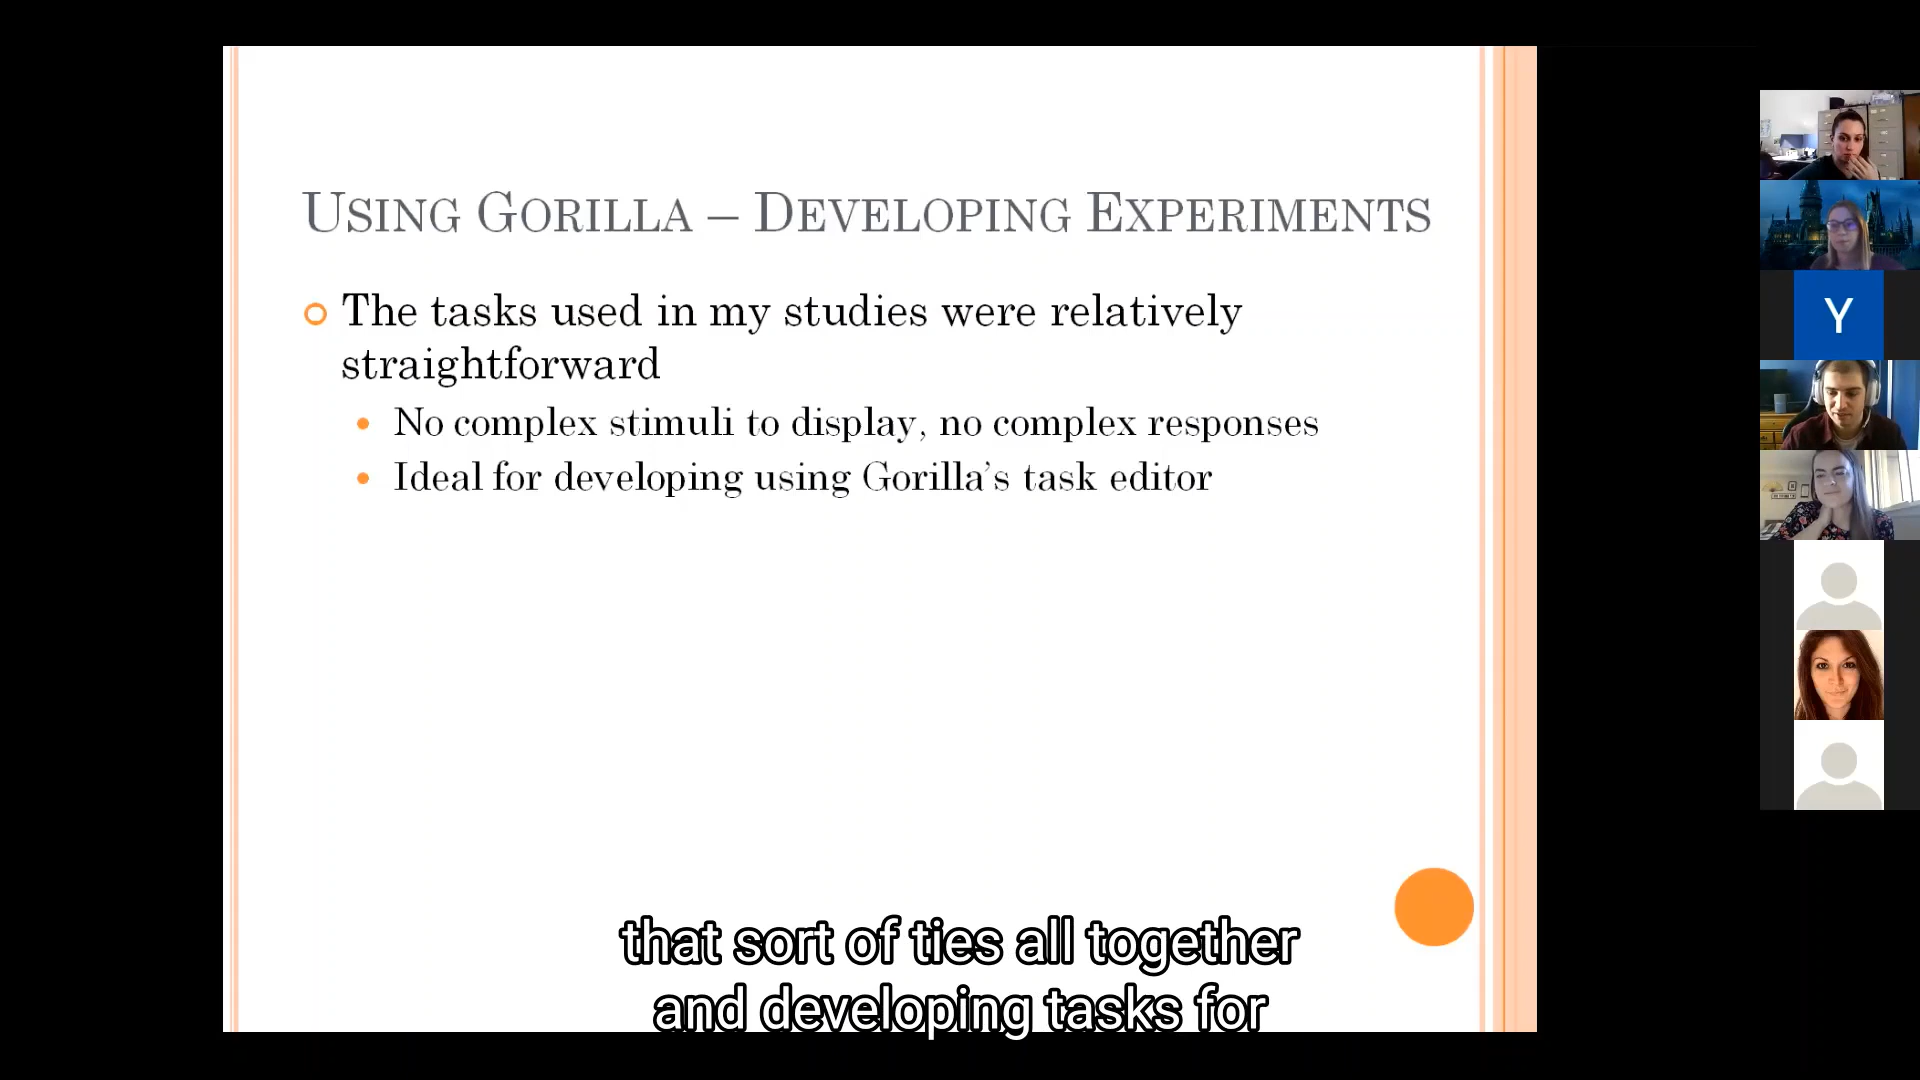 USING GORILLA – DEVELOPING EXPERIMENTS
The tasks used in my studies were relatively
straightforward
No complex stimuli to display, no complex responses
Ideal for developing using Gorilla’s task editor
Y
that sort of ties all together
and developing tasks for